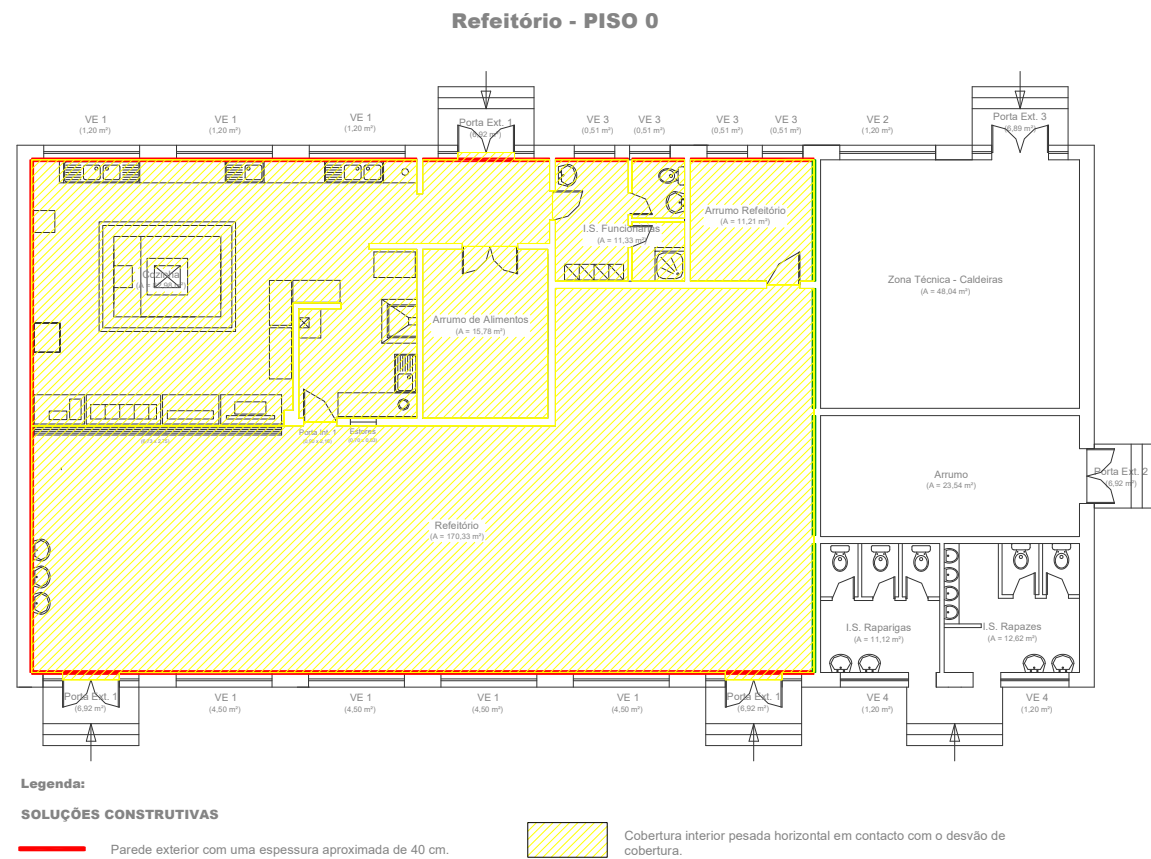 Refeitório - PISO 0
VE 1
(1,20 m²)
VE 1
(1,20 m²)
VE 1
(1,20 m²)
Porta Ext. 1
(6,92 m²)
VE 3
(0,51 m²)
VE 3
(0,51 m²)
VE 3
(0,51 m²)
VE 3
(0,51 m²)
VE 2
(1,20 m²)
Porta Ext. 3
(6,89 m²)
Arrumo Refeitório
(A = 11,21 m²)
I.S. Funcionárias
(A = 11,33 m²)
Cozinha
Zona Técnica - Caldeiras
(A = 48,04 m²)
Arrumo de Alimentos
(A = 15,78 m²)
Porta Int. 1
Estores
Arrumo
(A = 23,54 m²)
Porta Ext. 2
(6,92 m²)
Refeitório
(A = 170,33 m²)
I.S. Raparigas
(A = 11,12 m²)
I.S. Rapazes
(A = 12,62 m²)
Porta Ext. 1
(6,92 m²)
VE 1
(4,50 m²)
VE 1
(4,50 m²)
VE 1
(4,50 m²)
VE 1
(4,50 m²)
Porta Ext. 1
(6,92 m²)
VE 4
(1,20 m²)
VE 4
(1,20 m²)
Legenda:
SOLUÇÕES CONSTRUTIVAS
Parede exterior com uma espessura aproximada de 40 cm.
Cobertura interior pesada horizontal em contacto com o desvão de
cobertura.